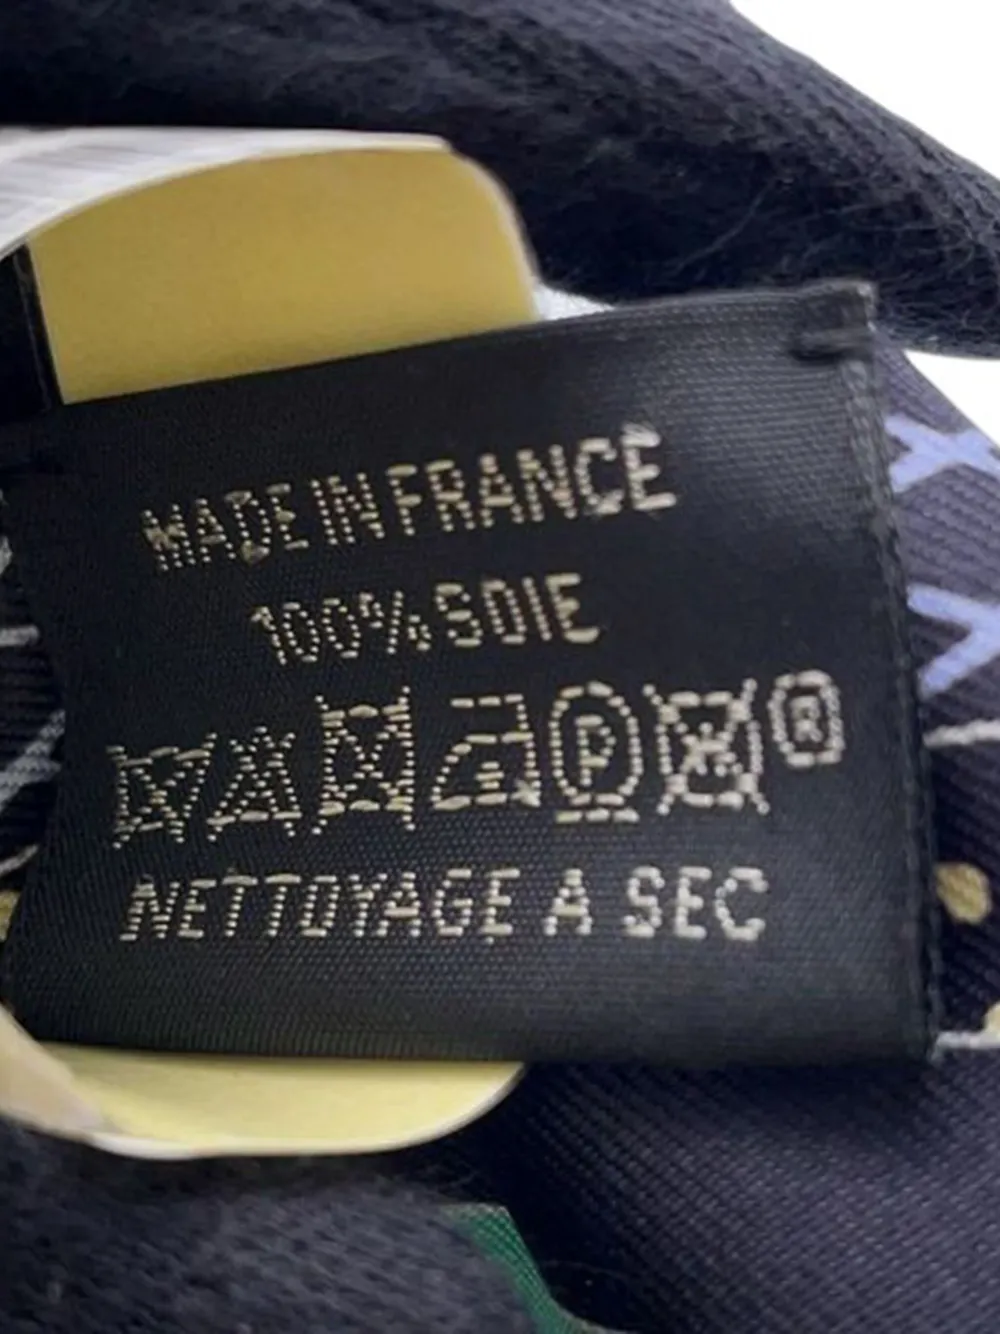 MADE IN FRANCE
100% SOIE
P ®
NETTOYAGE A SEC